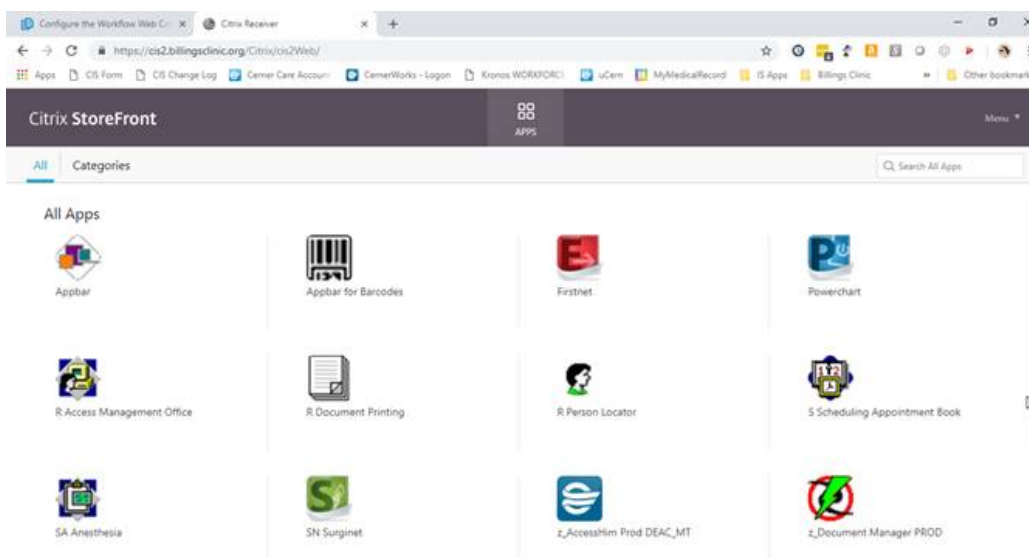 Configure the Workflow Web C
Citrix Receiver
https://cis2.billingsclinic.org/Citrix/cis2Web/
Apps CIS Form CIS Change Log Cerner Care Accoun CernerWorks - Logon Kronos WORKFORC uCern MyMedicalRecord IS Apps Billings Clinic Other bookmark
Citrix StoreFront
APPS
Menu
All Categories
Search All Apps
All Apps
Appbar
Appbar for Barcodes
Firstnet
Powerchart
R Access Management Office
R Document Printing
R Person Locator
S Scheduling Appointment Book
SA Anesthesia
SN Surginet
z_AccessHim Prod DEAC_MT
z_Document Manager PROD